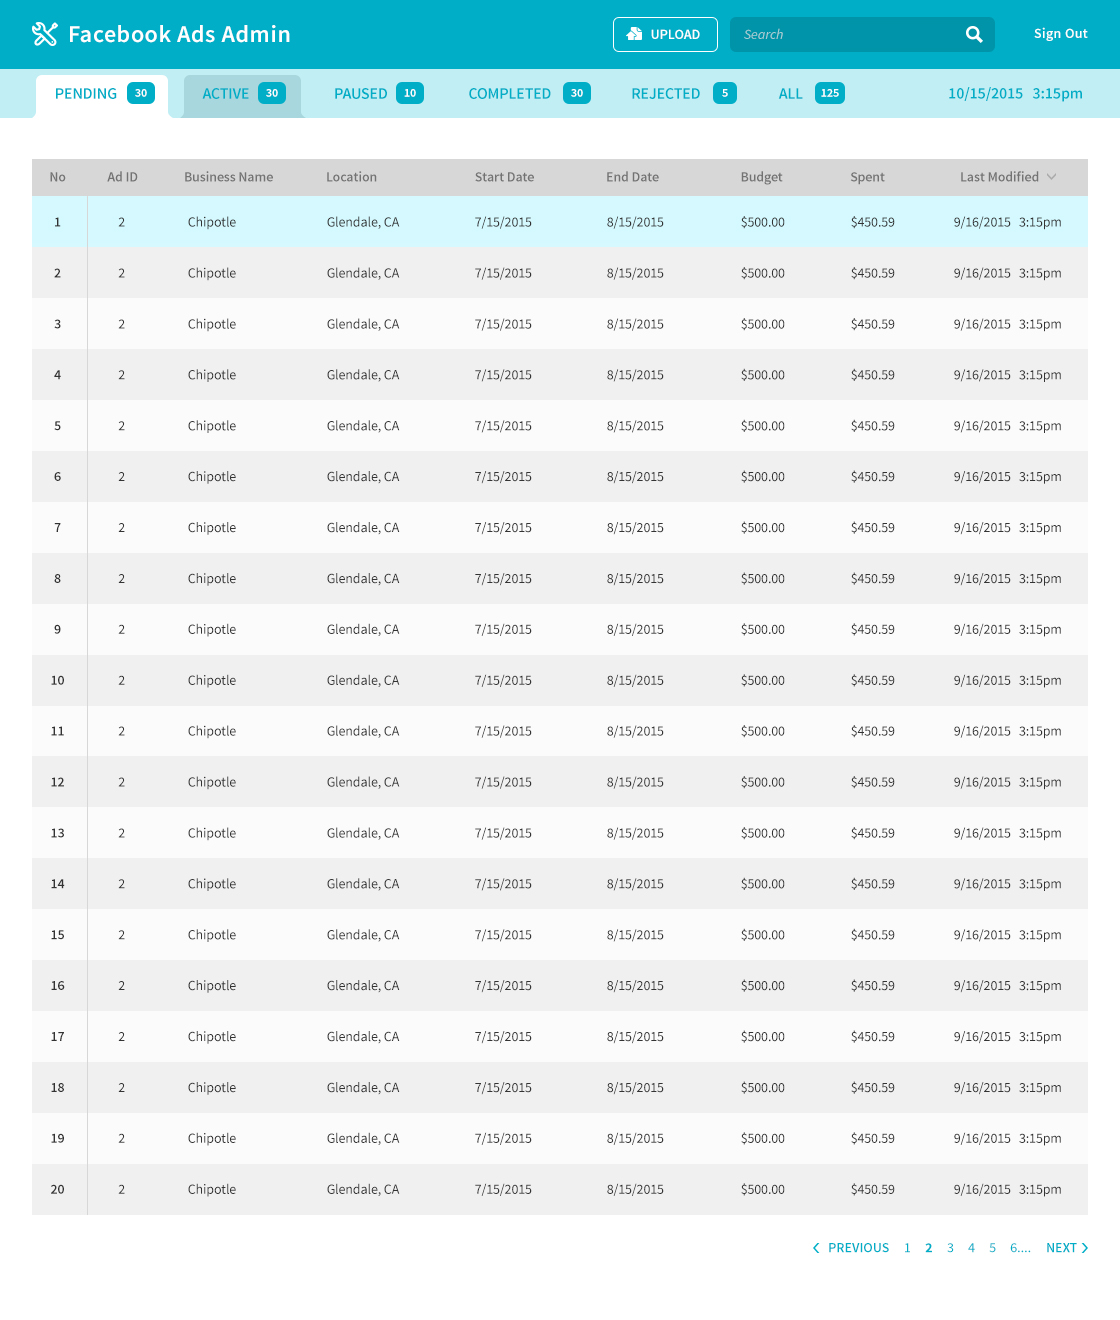 Facebook Ads Admin UPLOAD Search Sign Out
PENDING 30 ACTIVE 30 PAUSED 10 COMPLETED 30 REJECTED 5 ALL 125 10/15/2015 3:15pm
No Ad ID Business Name Location Start Date End Date Budget Spent Last Modified
1 2 Chipotle Glendale, CA 7/15/2015 8/15/2015 $500.00 $450.59 9/16/2015 3:15pm
2 2 Chipotle Glendale, CA 7/15/2015 8/15/2015 $500.00 $450.59 9/16/2015 3:15pm
3 2 Chipotle Glendale, CA 7/15/2015 8/15/2015 $500.00 $450.59 9/16/2015 3:15pm
4 2 Chipotle Glendale, CA 7/15/2015 8/15/2015 $500.00 $450.59 9/16/2015 3:15pm
5 2 Chipotle Glendale, CA 7/15/2015 8/15/2015 $500.00 $450.59 9/16/2015 3:15pm
6 2 Chipotle Glendale, CA 7/15/2015 8/15/2015 $500.00 $450.59 9/16/2015 3:15pm
7 2 Chipotle Glendale, CA 7/15/2015 8/15/2015 $500.00 $450.59 9/16/2015 3:15pm
8 2 Chipotle Glendale, CA 7/15/2015 8/15/2015 $500.00 $450.59 9/16/2015 3:15pm
9 2 Chipotle Glendale, CA 7/15/2015 8/15/2015 $500.00 $450.59 9/16/2015 3:15pm
10 2 Chipotle Glendale, CA 7/15/2015 8/15/2015 $500.00 $450.59 9/16/2015 3:15pm
11 2 Chipotle Glendale, CA 7/15/2015 8/15/2015 $500.00 $450.59 9/16/2015 3:15pm
12 2 Chipotle Glendale, CA 7/15/2015 8/15/2015 $500.00 $450.59 9/16/2015 3:15pm
13 2 Chipotle Glendale, CA 7/15/2015 8/15/2015 $500.00 $450.59 9/16/2015 3:15pm
14 2 Chipotle Glendale, CA 7/15/2015 8/15/2015 $500.00 $450.59 9/16/2015 3:15pm
15 2 Chipotle Glendale, CA 7/15/2015 8/15/2015 $500.00 $450.59 9/16/2015 3:15pm
16 2 Chipotle Glendale, CA 7/15/2015 8/15/2015 $500.00 $450.59 9/16/2015 3:15pm
17 2 Chipotle Glendale, CA 7/15/2015 8/15/2015 $500.00 $450.59 9/16/2015 3:15pm
18 2 Chipotle Glendale, CA 7/15/2015 8/15/2015 $500.00 $450.59 9/16/2015 3:15pm
19 2 Chipotle Glendale, CA 7/15/2015 8/15/2015 $500.00 $450.59 9/16/2015 3:15pm
20 2 Chipotle Glendale, CA 7/15/2015 8/15/2015 $500.00 $450.59 9/16/2015 3:15pm
PREVIOUS 1 2 3 4 5 6.... NEXT